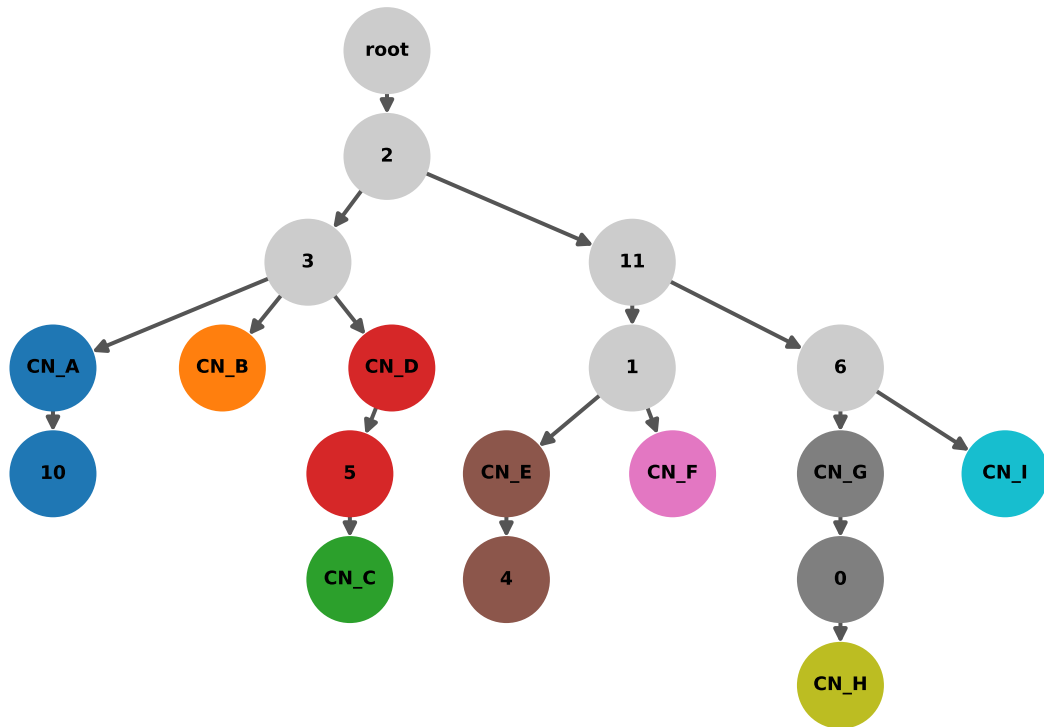 root
2
3
11
CN_A
CN_B
CN_D
1
6
10
5
CN_E
CN_F
CN_G
CN_I
CN_C
4
0
CN_H